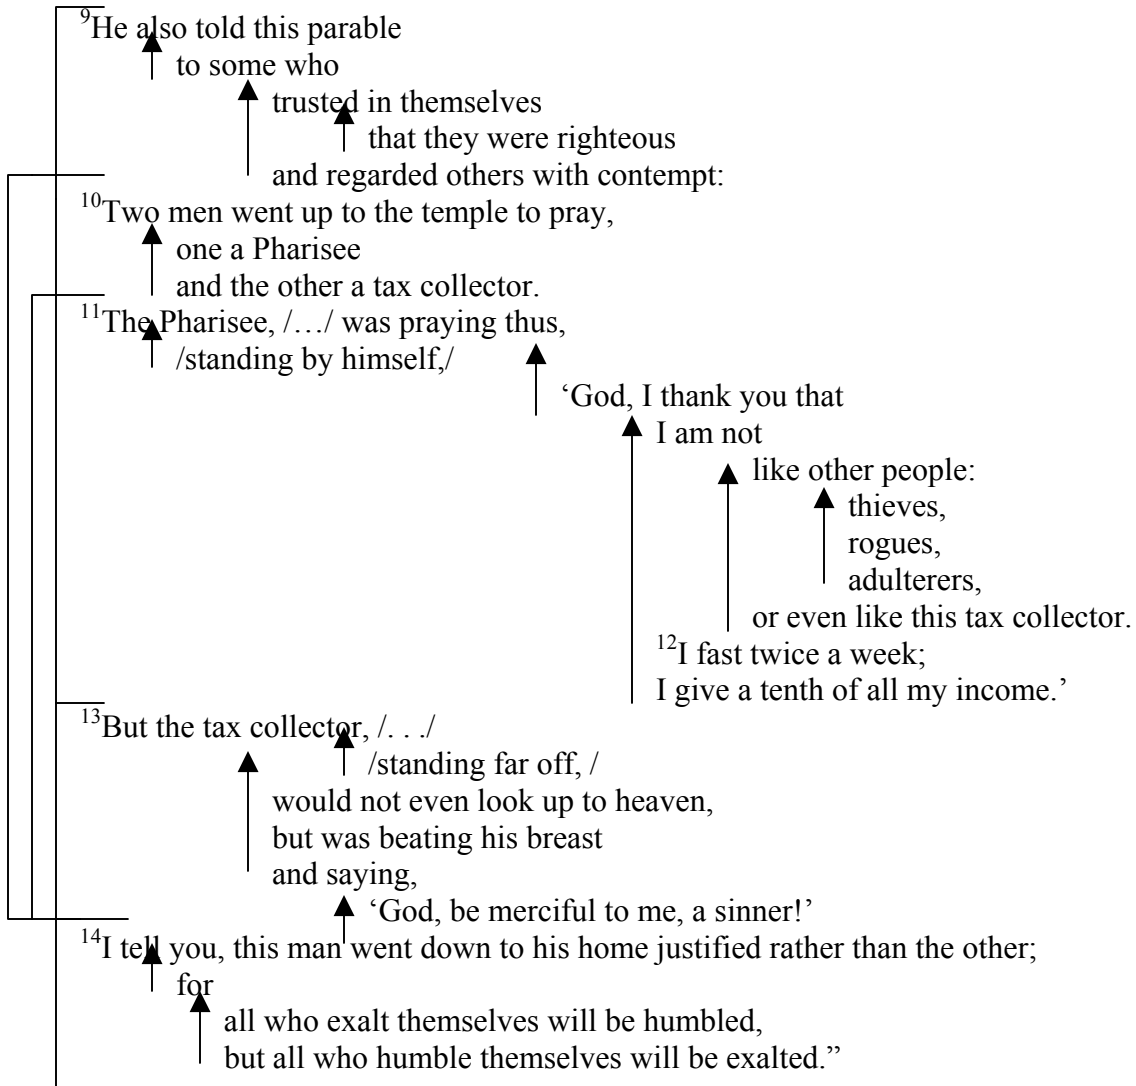 ⁹He also told this parable
to some who
trusted in themselves
that they were righteous
and regarded others with contempt:
¹⁰Two men went up to the temple to pray,
one a Pharisee
and the other a tax collector.
¹¹The Pharisee, /…/ was praying thus,
/standing by himself,/
‘God, I thank you that
I am not
like other people:
thieves,
rogues,
adulterers,
or even like this tax collector.
¹²I fast twice a week;
I give a tenth of all my income.’
¹³But the tax collector, /. . ./
/standing far off, /
would not even look up to heaven,
but was beating his breast
and saying,
‘God, be merciful to me, a sinner!’
¹⁴I tell you, this man went down to his home justified rather than the other;
for
all who exalt themselves will be humbled,
but all who humble themselves will be exalted.”